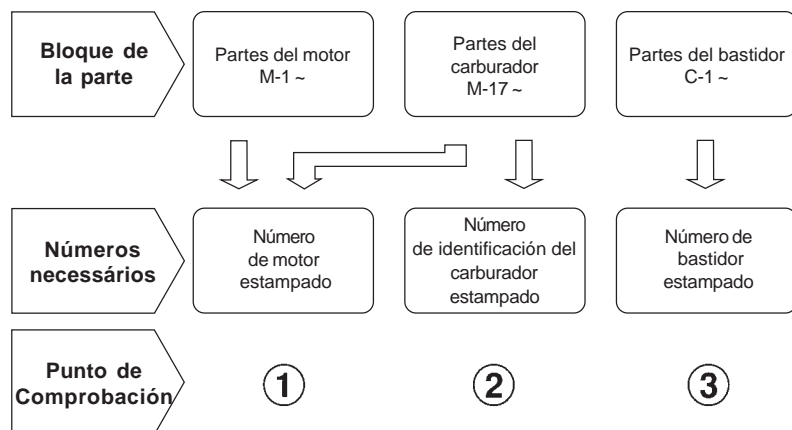 Bloque de
la parte
Partes del motor
M-1 ~
Partes del
carburador
M-17 ~
Partes del bastidor
C-1 ~
Números
necessários
Número
de motor
estampado
Número
de identificación del
carburador
estampado
Número de
bastidor
estampado
Punto de
Comprobación
1
2
3